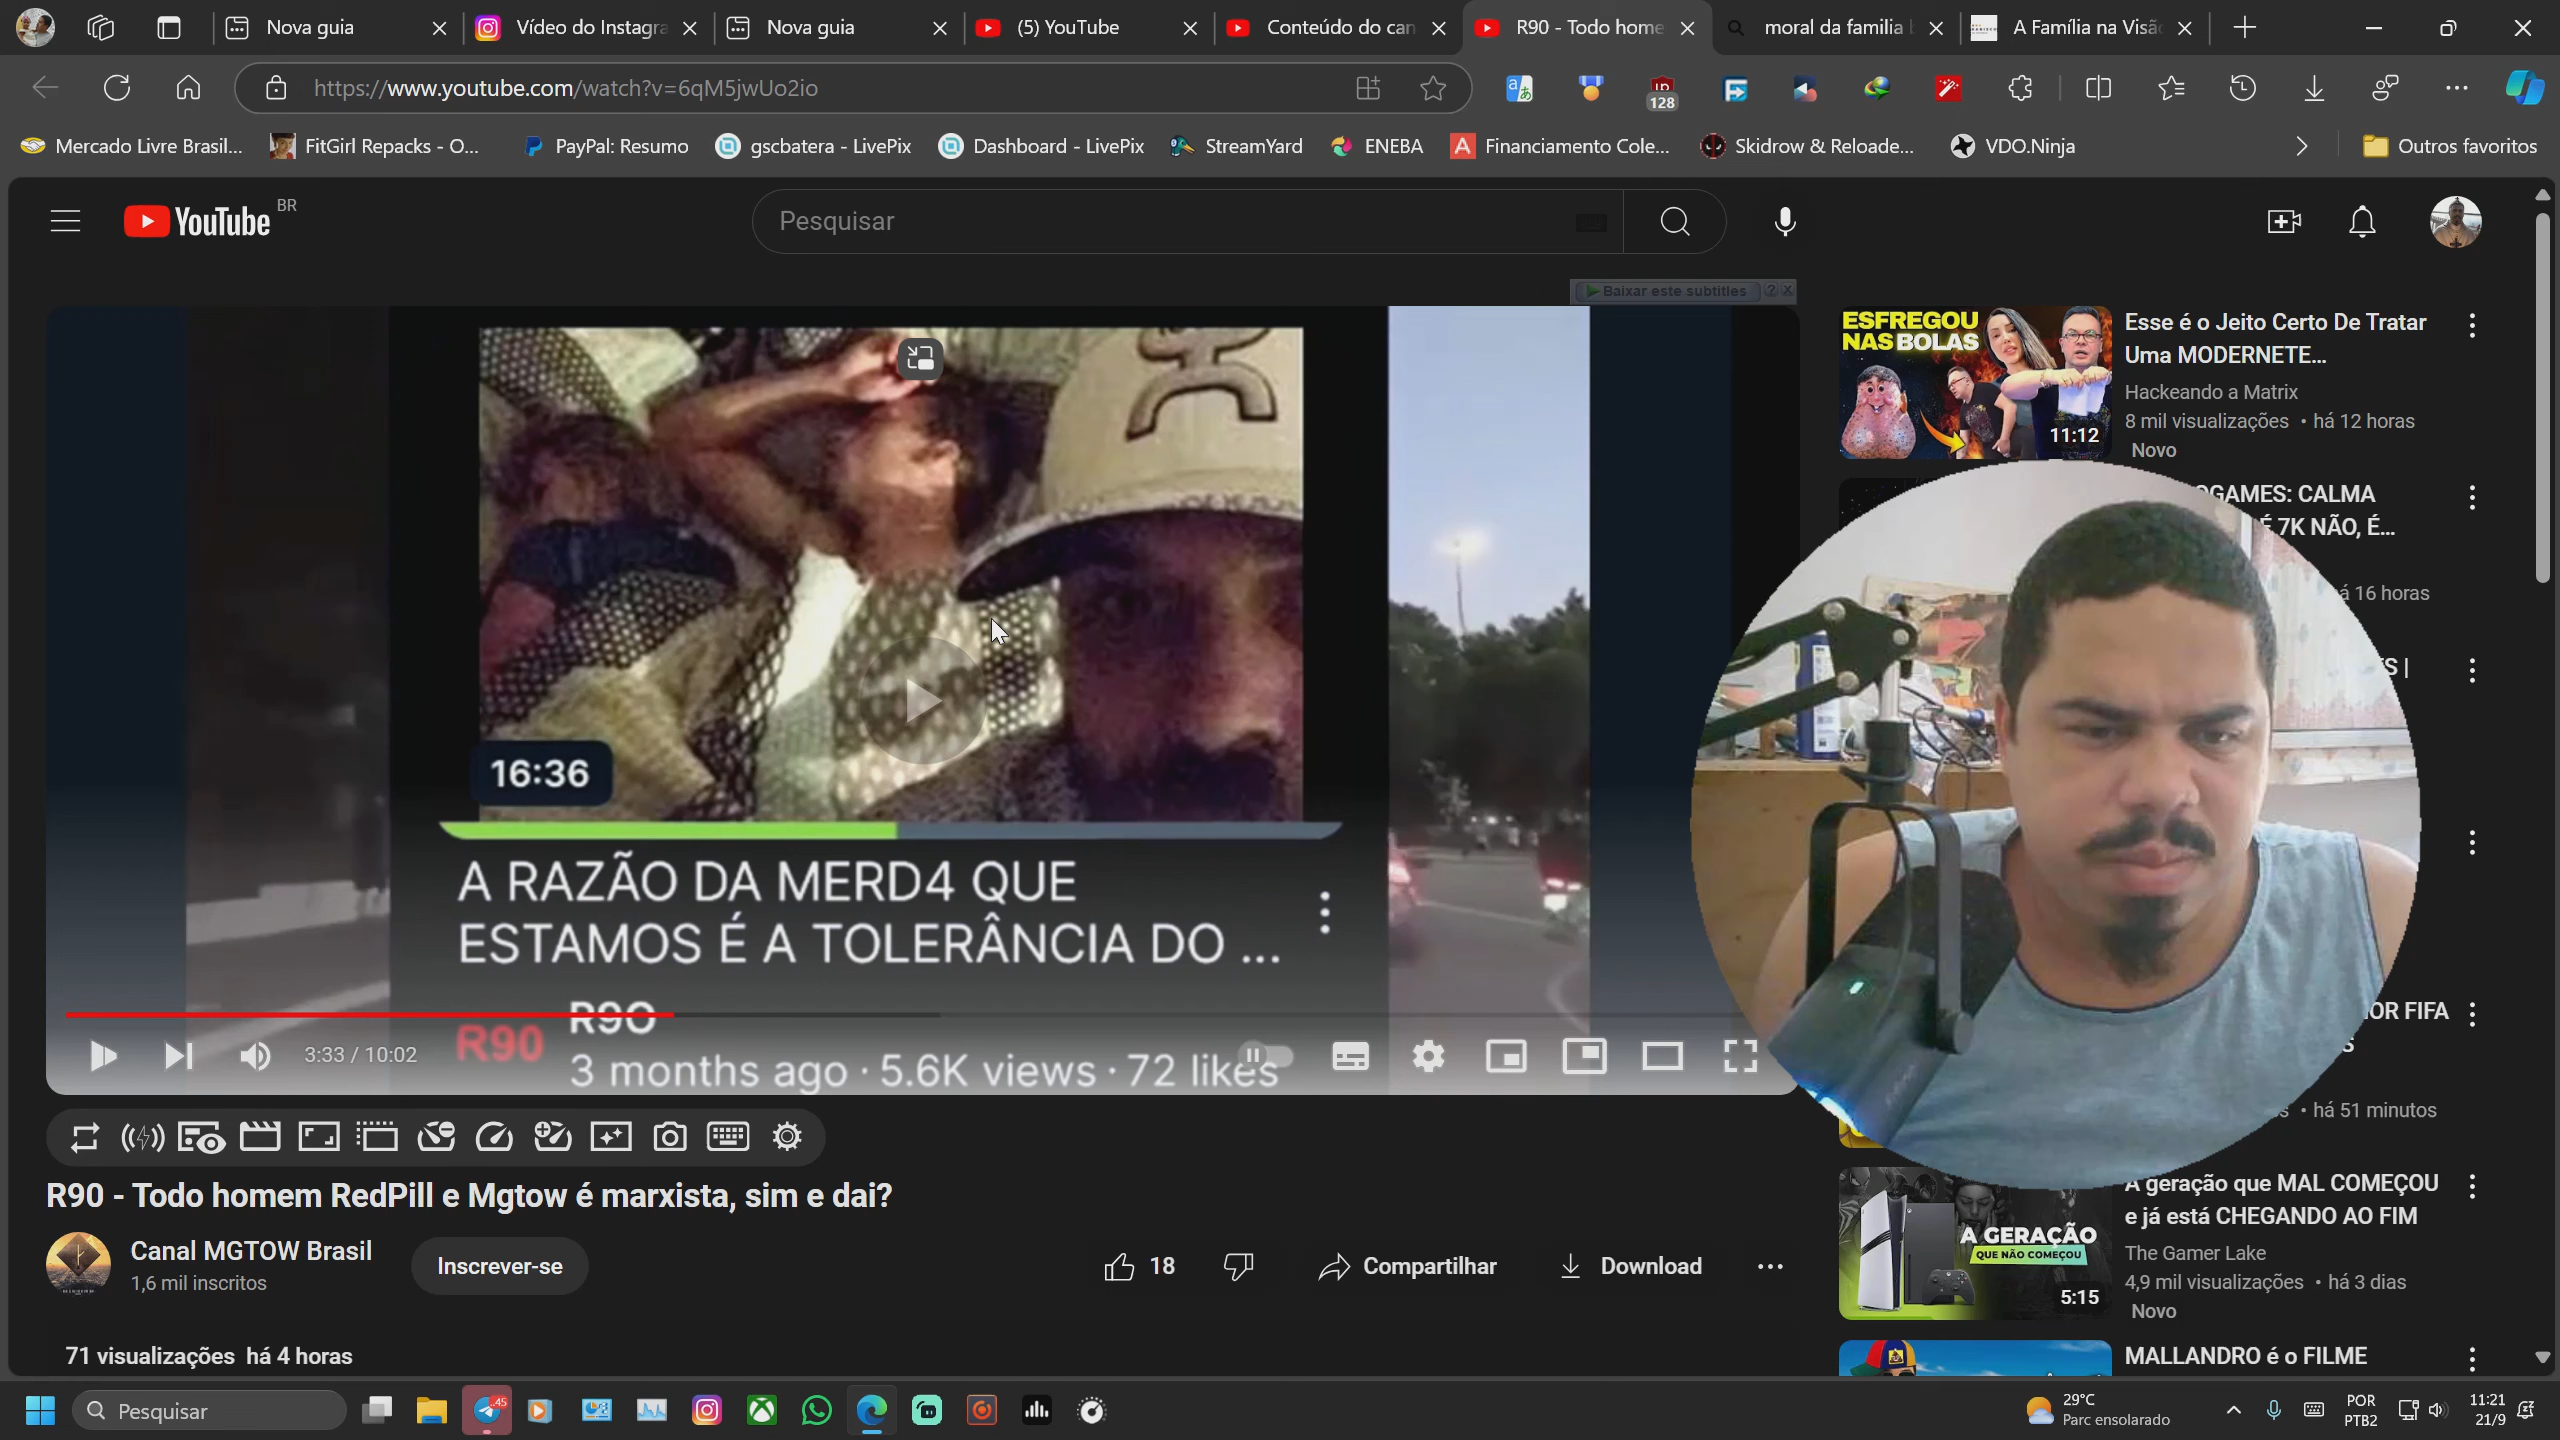 Nova guia
Vídeo do Instagra
Nova guia
(5) YouTube
Conteúdo do can
R90 - Todo home
moral da familia
A Família na Visã
https://www.youtube.com/watch?v=6qM5jwUo2io
128
Mercado Livre Brasil...
FitGirl Repacks - O...
PayPal: Resumo
gscbatera - LivePix
Dashboard - LivePix
StreamYard
ENEBA
Financiamento Cole...
Skidrow & Reloade...
VDO.Ninja
Outros favoritos
YouTube
BR
Pesquisar
Baixar este subtitles
16:36
A RAZÃO DA MERD4 QUE
ESTAMOS É A TOLERÂNCIA DO ...
R90
R90
3 months ago · 5.6K views · 72 likes
3:33 / 10:02
R90 - Todo homem RedPill e Mgtow é marxista, sim e dai?
Canal MGTOW Brasil
1,6 mil inscritos
Inscrever-se
18
Compartilhar
Download
71 visualizações há 4 horas
ESFREGOU
NAS BOLAS
11:12
Esse é o Jeito Certo De Tratar
Uma MODERNETE...
Hackeando a Matrix
8 mil visualizações • há 12 horas
Novo
GAMES: CALMA
É 7K NÃO, É...
há 16 horas
S |
OR FIFA
S
• há 51 minutos
A GERAÇÃO
QUE NÃO COMEÇOU
5:15
A geração que MAL COMEÇOU
e já está CHEGANDO AO FIM
The Gamer Lake
4,9 mil visualizações • há 3 dias
Novo
MALLANDRO é o FILME
Pesquisar
45
29°C
Parc ensolarado
POR
PTB2
11:21
21/9